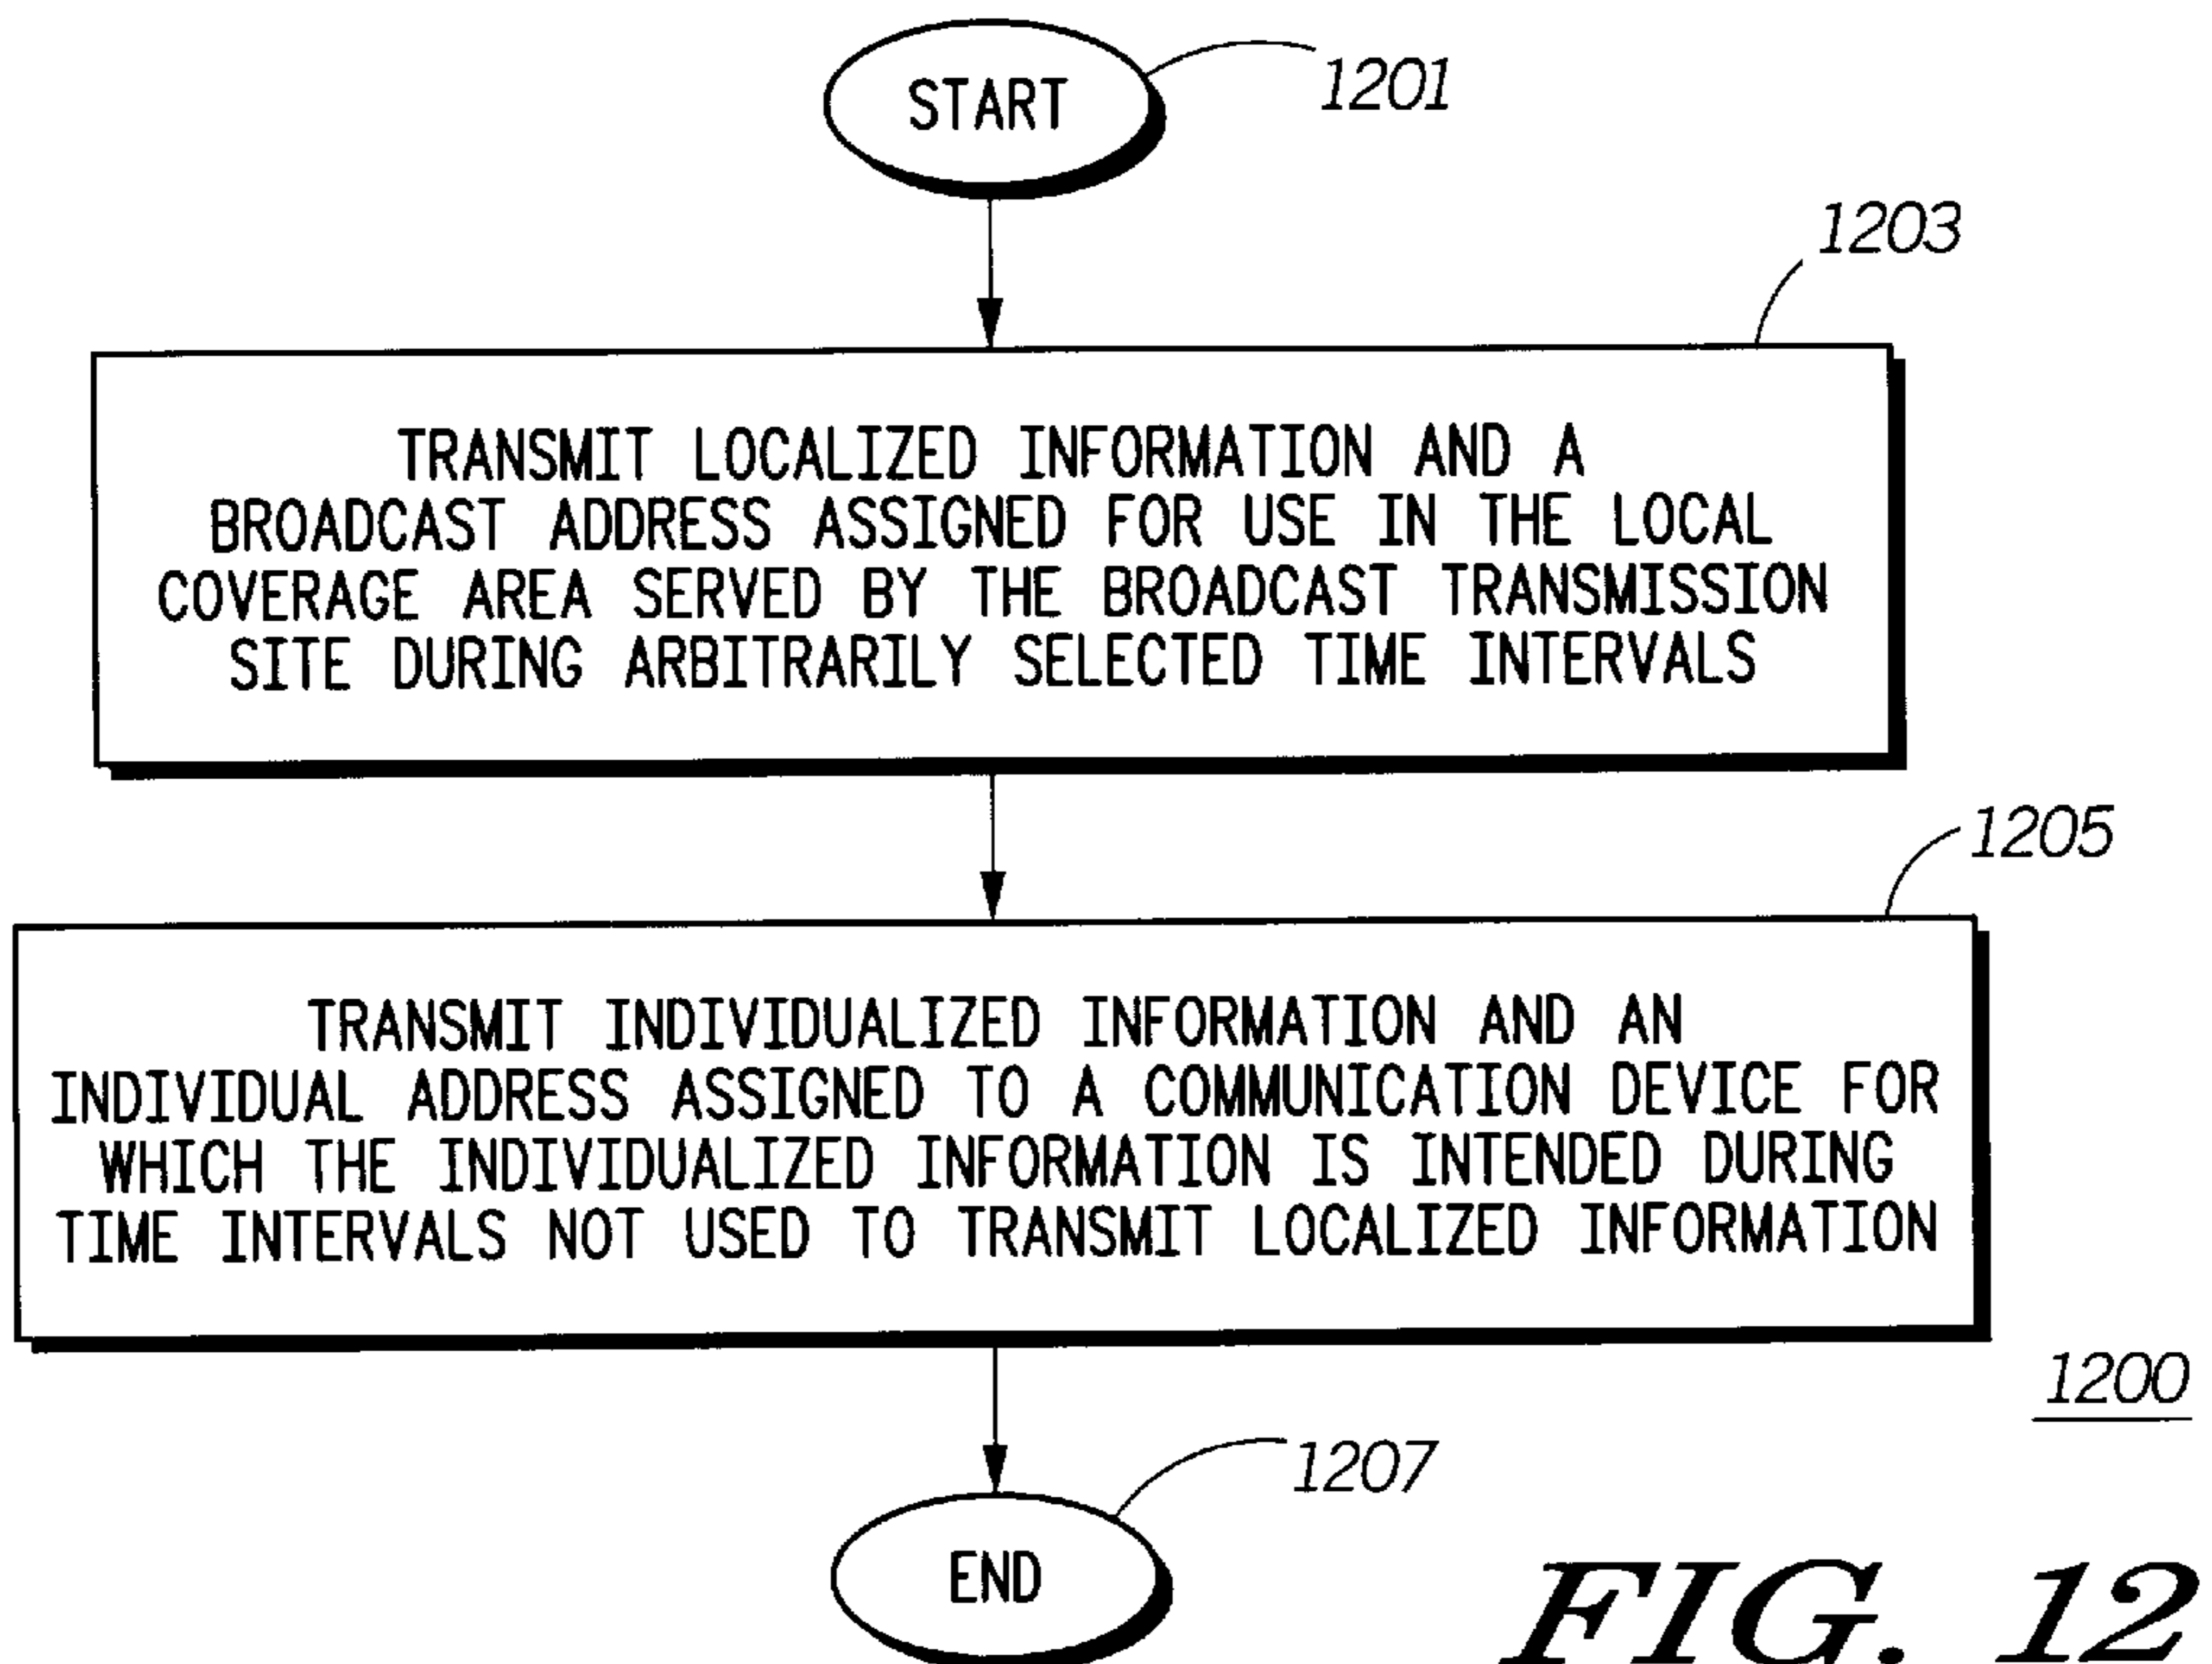 START
1201
1203
TRANSMIT LOCALIZED INFORMATION AND A
BROADCAST ADDRESS ASSIGNED FOR USE IN THE LOCAL
COVERAGE AREA SERVED BY THE BROADCAST TRANSMISSION
SITE DURING ARBITRARILY SELECTED TIME INTERVALS
1205
TRANSMIT INDIVIDUALIZED INFORMATION AND AN
INDIVIDUAL ADDRESS ASSIGNED TO A COMMUNICATION DEVICE FOR
WHICH THE INDIVIDUALIZED INFORMATION IS INTENDED DURING
TIME INTERVALS NOT USED TO TRANSMIT LOCALIZED INFORMATION
1200
1207
END
FIG. 12